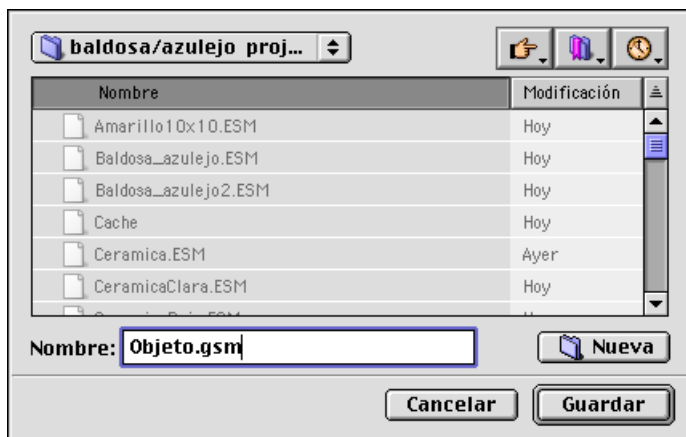 baldosa/azulejo proj...
Nombre Modificación
Amarillo10x10.ESM Hoy
Baldosa_azulejo.ESM Hoy
Baldosa_azulejo2.ESM Hoy
Cache Hoy
Ceramica.ESM Ayer
CeramicaClara.ESM Hoy
Nombre: Objeto.gsm Nueva
Cancelar Guardar